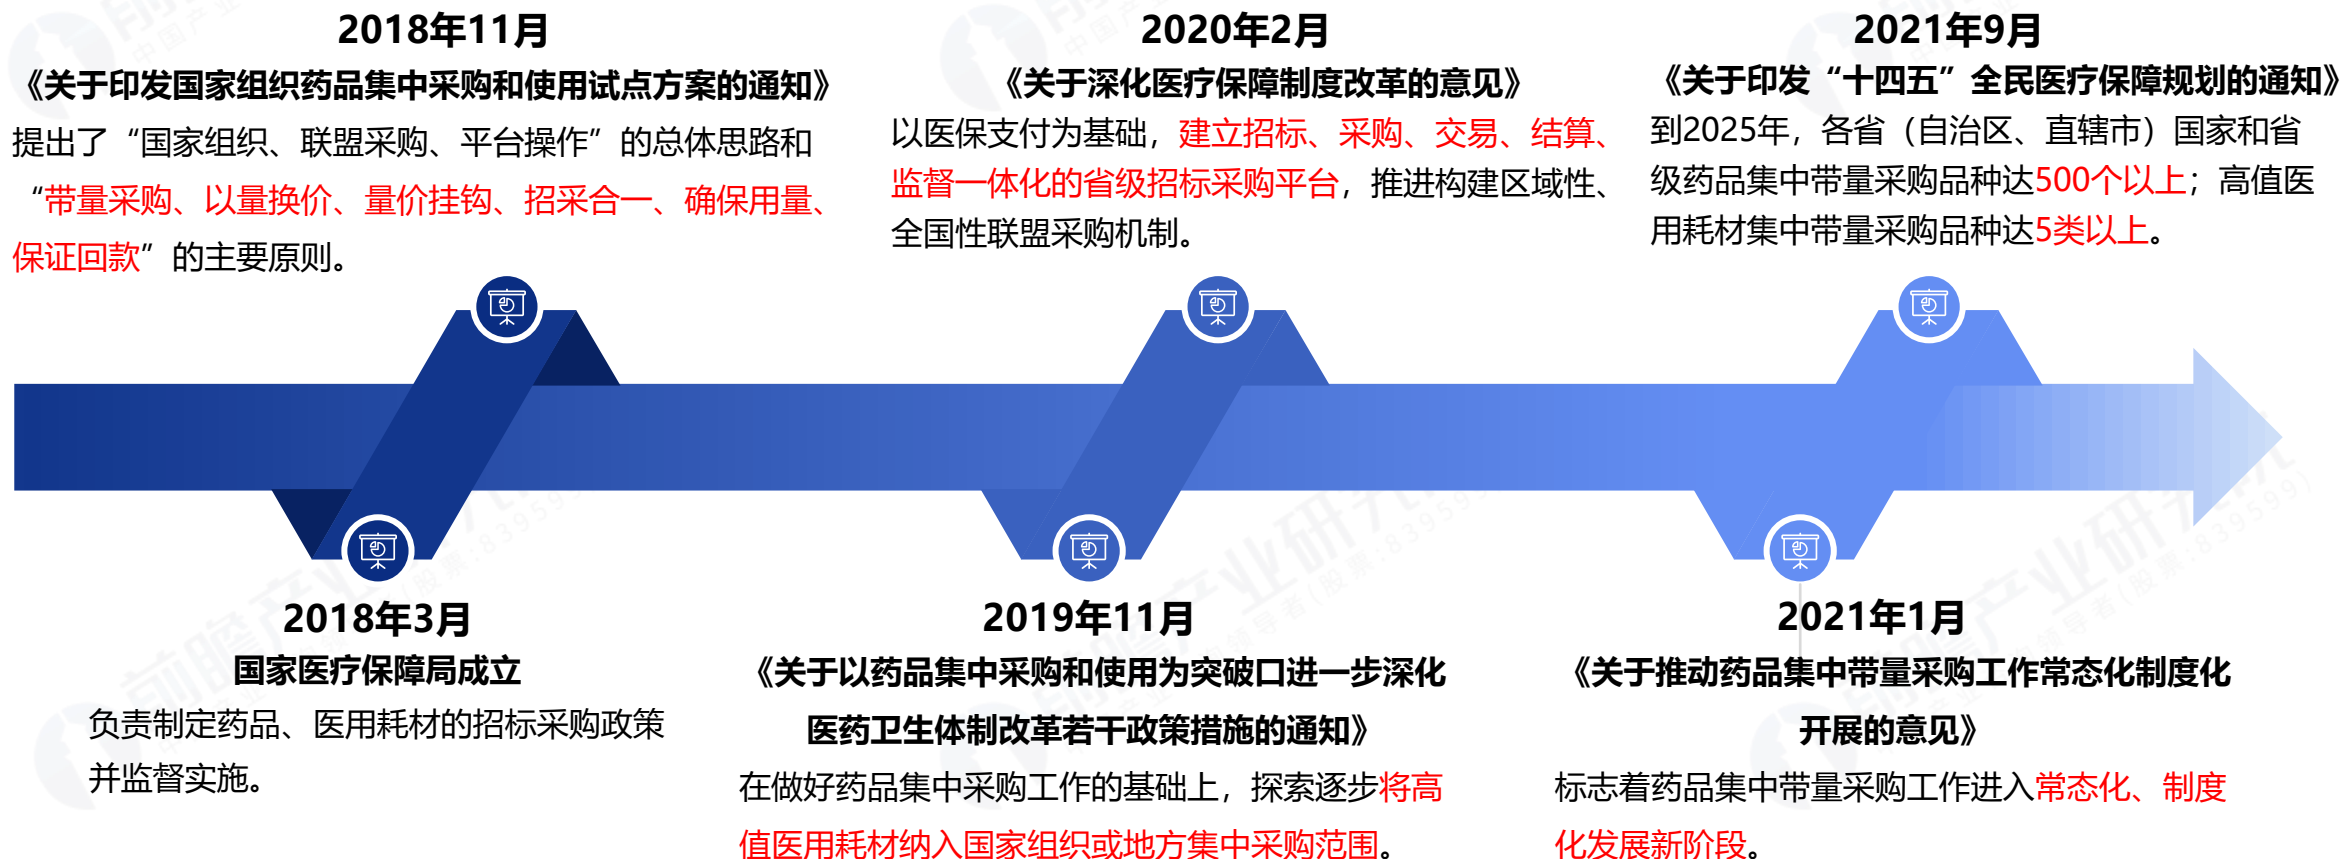 2018年11月
《关于印发国家组织药品集中采购和使用试点方案的通知》
提出了“国家组织、联盟采购、平台操作”的总体思路和
“带量采购、以量换价、量价挂钩、招采合一、确保用量、
保证回款”的主要原则。
2020年2月
《关于深化医疗保障制度改革的意见》
以医保支付为基础，建立招标、采购、交易、结算、
监督一体化的省级招标采购平台，推进构建区域性、
全国性联盟采购机制。
2021年9月
《关于印发“十四五”全民医疗保障规划的通知》
到2025年，各省（自治区、直辖市）国家和省
级药品集中带量采购品种达500个以上；高值医
用耗材集中带量采购品种达5类以上。
2018年3月
国家医疗保障局成立
负责制定药品、医用耗材的招标采购政策
并监督实施。
2019年11月
《关于以药品集中采购和使用为突破口进一步深化
医药卫生体制改革若干政策措施的通知》
在做好药品集中采购工作的基础上，探索逐步将高
值医用耗材纳入国家组织或地方集中采购范围。
2021年1月
《关于推动药品集中带量采购工作常态化制度化
开展的意见》
标志着药品集中带量采购工作进入常态化、制度
化发展新阶段。